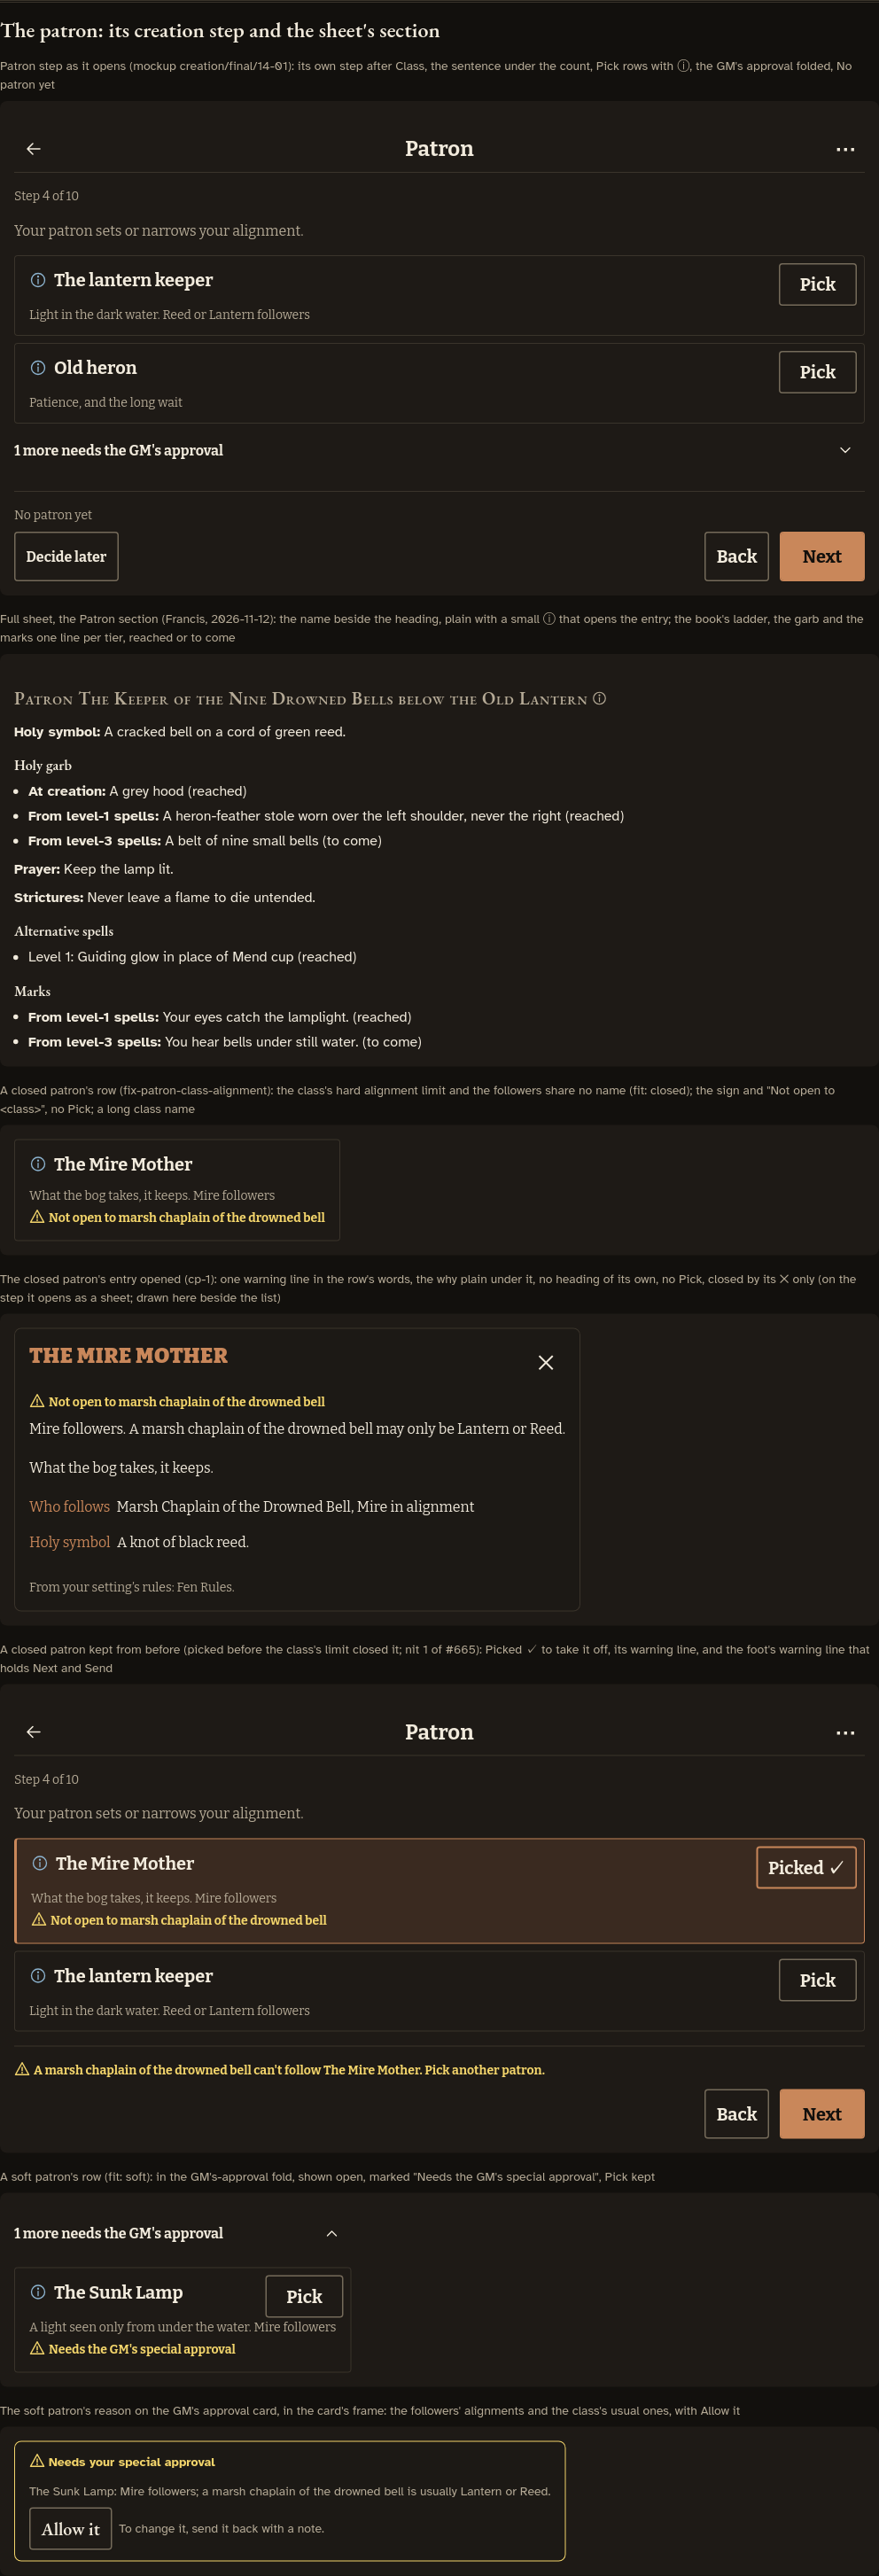 The patron: its creation step and the sheet's section
Patron step as it opens (mockup creation/final/14-01): its own step after Class, the sentence under the count, Pick rows with ⓘ, the GM's approval folded, No
patron yet
← Patron ...
Step 4 of 10
Your patron sets or narrows your alignment.
ⓘ The lantern keeper Pick
Light in the dark water. Reed or Lantern followers
ⓘ Old heron Pick
Patience, and the long wait
1 more needs the GM's approval
No patron yet
Decide later Back Next
Full sheet, the Patron section (Francis, 2026-11-12): the name beside the heading, plain with a small ⓘ that opens the entry; the book's ladder, the garb and the
marks one line per tier, reached or to come
Patron The Keeper of the Nine Drowned Bells below the Old Lantern ⓘ
Holy symbol: A cracked bell on a cord of green reed.
Holy garb
• At creation: A grey hood (reached)
• From level-1 spells: A heron-feather stole worn over the left shoulder, never the right (reached)
• From level-3 spells: A belt of nine small bells (to come)
Prayer: Keep the lamp lit.
Strictures: Never leave a flame to die untended.
Alternative spells
• Level 1: Guiding glow in place of Mend cup (reached)
Marks
• From level-1 spells: Your eyes catch the lamplight. (reached)
• From level-3 spells: You hear bells under still water. (to come)
A closed patron's row (fix-patron-class-alignment): the class's hard alignment limit and the followers share no name (fit: closed); the sign and "Not open to
<class>", no Pick; a long class name
ⓘ The Mire Mother
What the bog takes, it keeps. Mire followers
⚠ Not open to marsh chaplain of the drowned bell
The closed patron's entry opened (cp-1): one warning line in the row's words, the why plain under it, no heading of its own, no Pick, closed by its ✕ only (on the
step it opens as a sheet; drawn here beside the list)
THE MIRE MOTHER ✕
⚠ Not open to marsh chaplain of the drowned bell
Mire followers. A marsh chaplain of the drowned bell may only be Lantern or Reed.
What the bog takes, it keeps.
Who follows Marsh Chaplain of the Drowned Bell, Mire in alignment
Holy symbol A knot of black reed.
From your setting's rules: Fen Rules.
A closed patron kept from before (picked before the class's limit closed it; nit 1 of #665): Picked ✓ to take it off, its warning line, and the foot's warning line that
holds Next and Send
← Patron ...
Step 4 of 10
Your patron sets or narrows your alignment.
ⓘ The Mire Mother Picked ✓
What the bog takes, it keeps. Mire followers
⚠ Not open to marsh chaplain of the drowned bell
ⓘ The lantern keeper Pick
Light in the dark water. Reed or Lantern followers
⚠ A marsh chaplain of the drowned bell can't follow The Mire Mother. Pick another patron.
Back Next
A soft patron's row (fit: soft): in the GM's-approval fold, shown open, marked "Needs the GM's special approval", Pick kept
1 more needs the GM's approval
ⓘ The Sunk Lamp Pick
A light seen only from under the water. Mire followers
⚠ Needs the GM's special approval
The soft patron's reason on the GM's approval card, in the card's frame: the followers' alignments and the class's usual ones, with Allow it
⚠ Needs your special approval
The Sunk Lamp: Mire followers; a marsh chaplain of the drowned bell is usually Lantern or Reed.
Allow it To change it, send it back with a note.